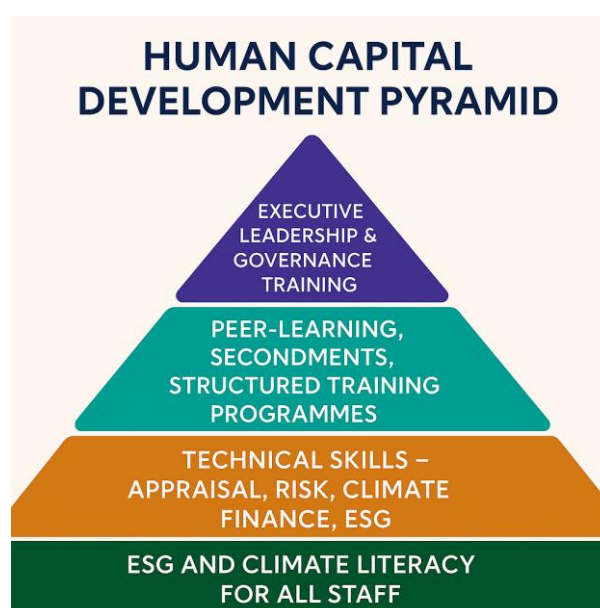 HUMAN CAPITAL
DEVELOPMENT PYRAMID
EXECUTIVE
LEADERSHIP &
GOVERNANCE
TRAINING
PEER-LEARNING,
SECONDMENTS,
STRUCTURED TRAINING
PROGRAMMES
TECHNICAL SKILLS –
APPRAISAL, RISK, CLIMATE
FINANCE, ESG
ESG AND CLIMATE LITERACY
FOR ALL STAFF